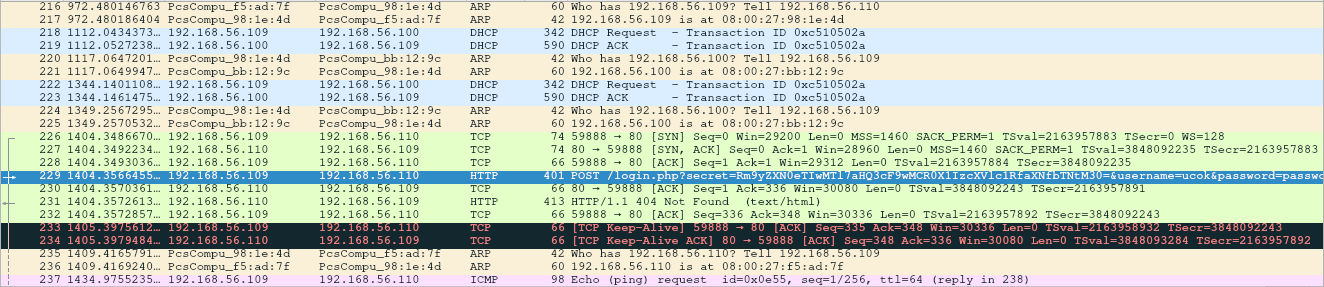 216 972.480146763 PcsCompu_f5:ad:7f PcsCompu_98:1e:4d ARP 60 Who has 192.168.56.109? Tell 192.168.56.110
217 972.480186404 PcsCompu_98:1e:4d PcsCompu_f5:ad:7f ARP 42 192.168.56.109 is at 08:00:27:98:1e:4d
218 1112.0434373… 192.168.56.109 192.168.56.100 DHCP 342 DHCP Request - Transaction ID 0xc510502a
219 1112.0527238… 192.168.56.100 192.168.56.109 DHCP 590 DHCP ACK - Transaction ID 0xc510502a
220 1117.0647201… PcsCompu_98:1e:4d PcsCompu_bb:12:9c ARP 42 Who has 192.168.56.100? Tell 192.168.56.109
221 1117.0649947… PcsCompu_bb:12:9c PcsCompu_98:1e:4d ARP 60 192.168.56.100 is at 08:00:27:bb:12:9c
222 1344.1401108… 192.168.56.109 192.168.56.100 DHCP 342 DHCP Request - Transaction ID 0xc510502a
223 1344.1461475… 192.168.56.100 192.168.56.109 DHCP 590 DHCP ACK - Transaction ID 0xc510502a
224 1349.2567295… PcsCompu_98:1e:4d PcsCompu_bb:12:9c ARP 42 Who has 192.168.56.100? Tell 192.168.56.109
225 1349.2570532… PcsCompu_bb:12:9c PcsCompu_98:1e:4d ARP 60 192.168.56.100 is at 08:00:27:bb:12:9c
226 1404.3486670… 192.168.56.109 192.168.56.110 TCP 74 59888 → 80 [SYN] Seq=0 Win=29200 Len=0 MSS=1460 SACK_PERM=1 TSval=2163957883 TSecr=0 WS=128
227 1404.3492234… 192.168.56.110 192.168.56.109 TCP 74 80 → 59888 [SYN, ACK] Seq=0 Ack=1 Win=28960 Len=0 MSS=1460 SACK_PERM=1 TSval=3848092235 TSecr=2163957883
228 1404.3493036… 192.168.56.109 192.168.56.110 TCP 66 59888 → 80 [ACK] Seq=1 Ack=1 Win=29312 Len=0 TSval=2163957884 TSecr=3848092235
229 1404.3566455… 192.168.56.109 192.168.56.110 HTTP 401 POST /login.php?secret=Rm9yZXN0eTIwMTl7aHQ3cF9wMCR0X1IzcXVlc1RfaXNfbTNtM30=&username=ucok&password=passwo
230 1404.3570361… 192.168.56.110 192.168.56.109 TCP 66 80 → 59888 [ACK] Seq=1 Ack=336 Win=30080 Len=0 TSval=3848092243 TSecr=2163957891
231 1404.3572613… 192.168.56.110 192.168.56.109 HTTP 413 HTTP/1.1 404 Not Found (text/html)
232 1404.3572857… 192.168.56.109 192.168.56.110 TCP 66 59888 → 80 [ACK] Seq=336 Ack=348 Win=30336 Len=0 TSval=2163957892 TSecr=3848092243
233 1405.3975612… 192.168.56.109 192.168.56.110 TCP 66 [TCP Keep-Alive] 59888 → 80 [ACK] Seq=335 Ack=348 Win=30336 Len=0 TSval=2163958932 TSecr=3848092243
234 1405.3979484… 192.168.56.110 192.168.56.109 TCP 66 [TCP Keep-Alive ACK] 80 → 59888 [ACK] Seq=348 Ack=336 Win=30080 Len=0 TSval=3848093284 TSecr=2163957892
235 1409.4165791… PcsCompu_98:1e:4d PcsCompu_f5:ad:7f ARP 42 Who has 192.168.56.110? Tell 192.168.56.109
236 1409.4169240… PcsCompu_f5:ad:7f PcsCompu_98:1e:4d ARP 60 192.168.56.110 is at 08:00:27:f5:ad:7f
237 1434.9755235… 192.168.56.109 192.168.56.110 ICMP 98 Echo (ping) request id=0x0e55, seq=1/256, ttl=64 (reply in 238)